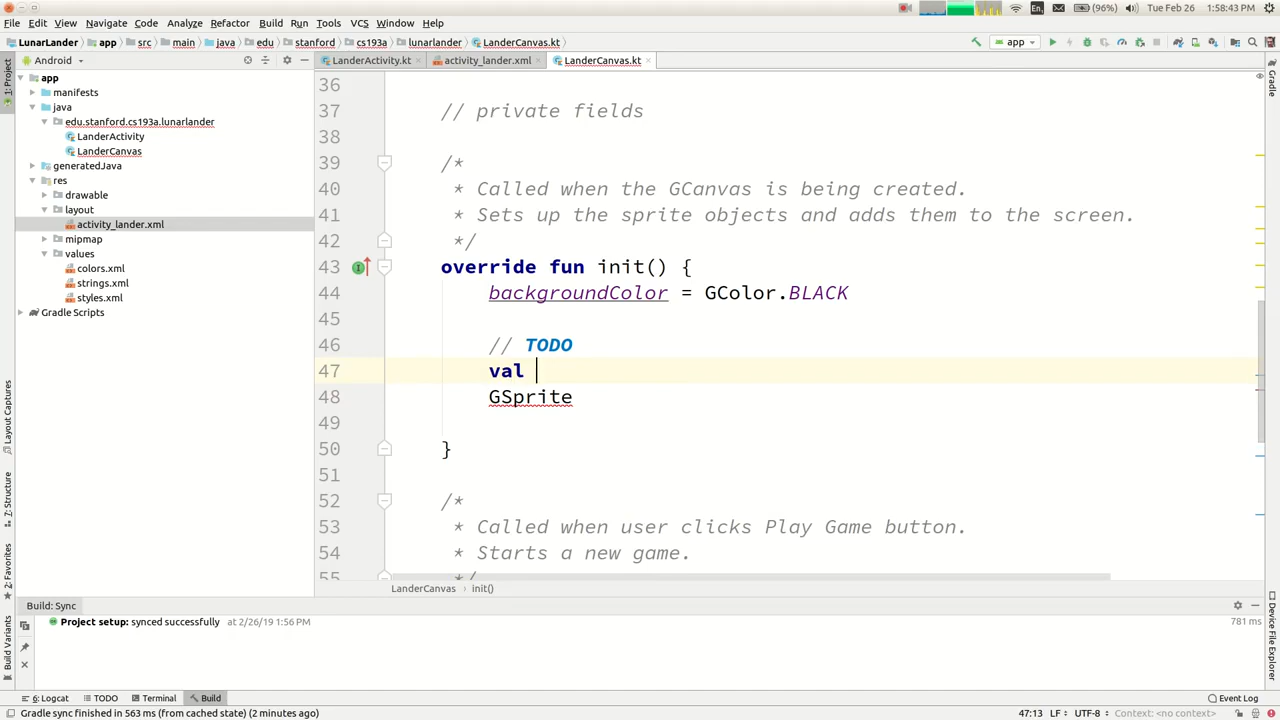 En (96%) Tue Feb 26 1:58:43 PM
File Edit View Navigate Code Analyze Refactor Build Run Tools VCS Window Help
LunarLander app src main java edu stanford cs193a lunarlander LanderCanvas.kt app
Android LanderActivity.kt activity_lander.xml LanderCanvas.kt
1: Project
Gradle
app
manifests
java
edu.stanford.cs193a.lunarlander
LanderActivity
LanderCanvas
generatedJava
res
drawable
layout
activity_lander.xml
mipmap
values
colors.xml
strings.xml
styles.xml
Gradle Scripts
Layout Captures
7: Structure
2: Favorites
Build Variants
36
37 // private fields
38
39 /*
40 * Called when the GCanvas is being created.
41 * Sets up the sprite objects and adds them to the screen.
42 */
43 override fun init() {
44 backgroundColor = GColor.BLACK
45
46 // TODO
47 val
48 GSprite
49
50 }
51
52 /*
53 * Called when user clicks Play Game button.
54 * Starts a new game.
55 */
LanderCanvas › init()
Device File Explorer
Build: Sync
Project setup: synced successfully at 2/26/19 1:56 PM 781 ms
6: Logcat TODO Terminal Build Event Log
Gradle sync finished in 563 ms (from cached state) (2 minutes ago) 47:13 LF÷ UTF-8÷ Context: <no context>